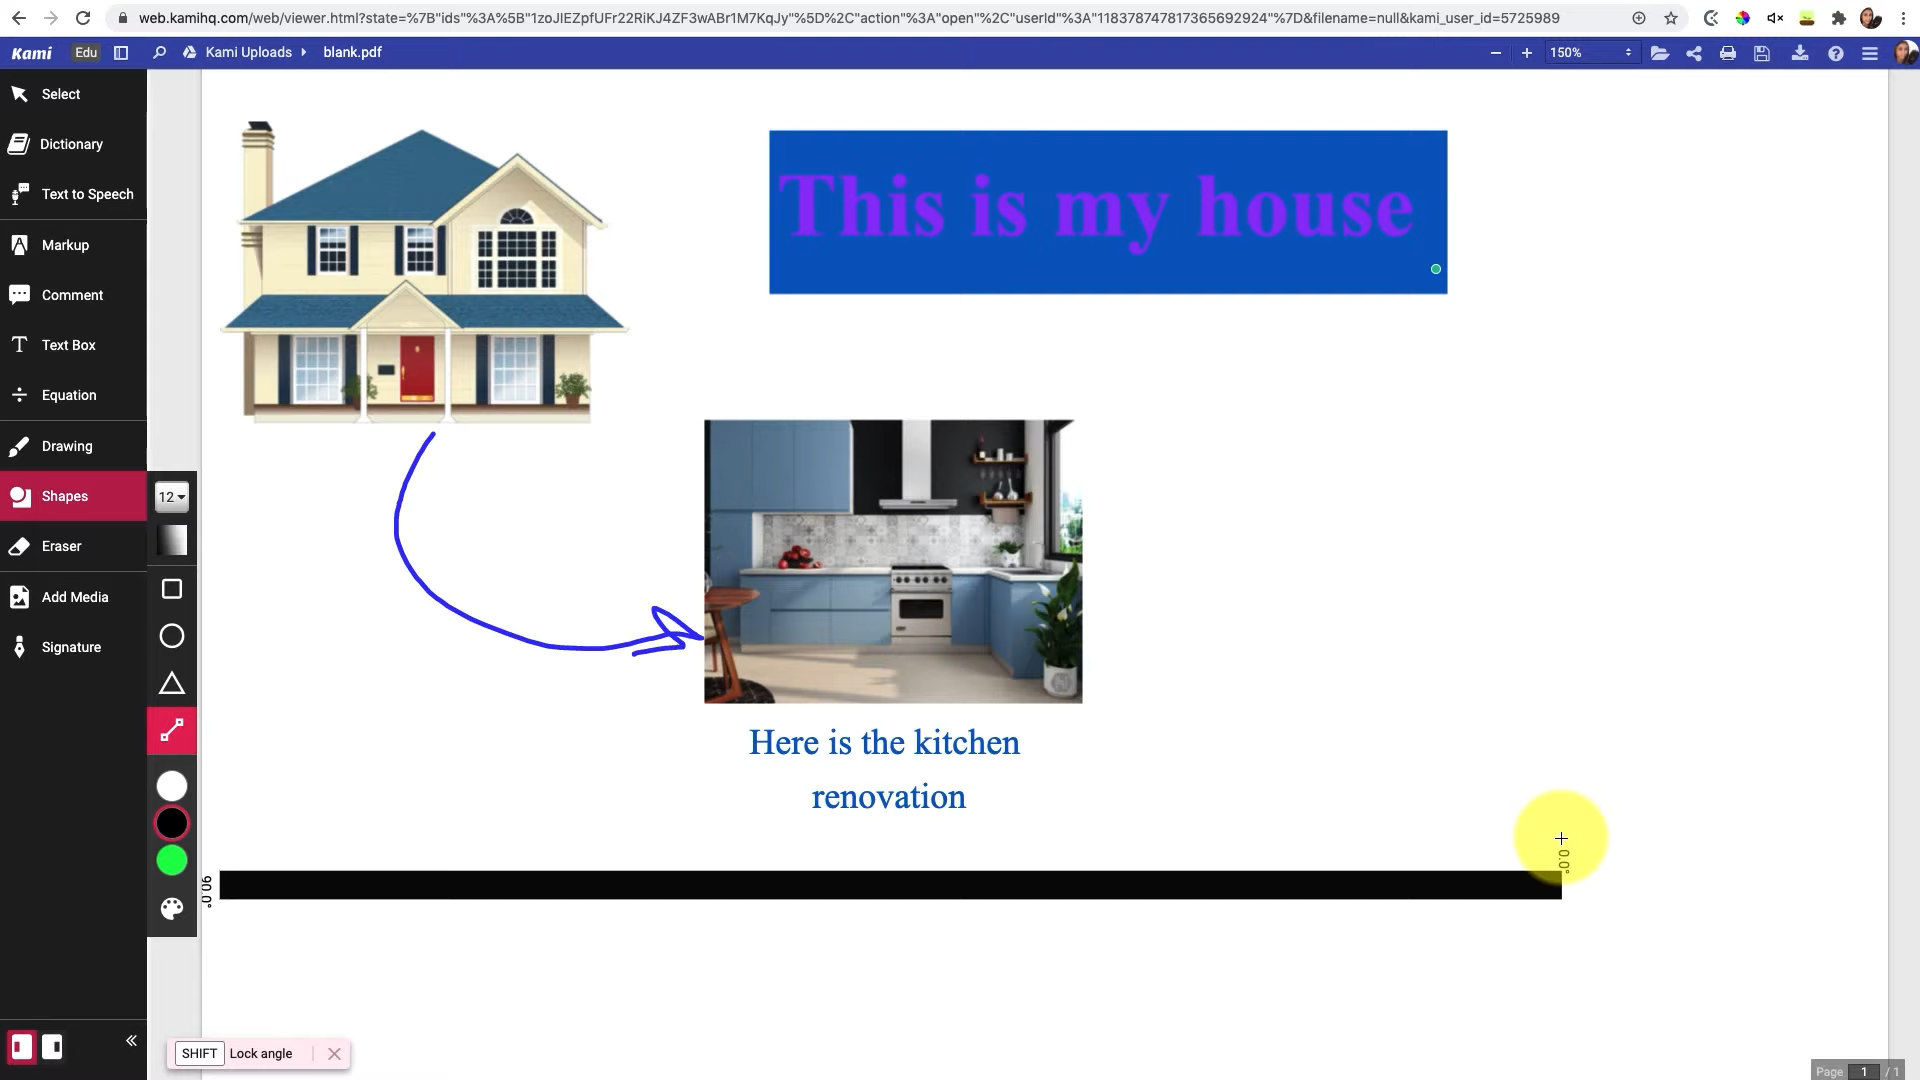 web.kamihq.com/web/viewer.html?state=%7B"ids"%3A%5B"1zoJIEZpfUFr22RiKJ4ZF3wABr1M7KqJy"%5D%2C"action"%3A"open"%2C"userId"%3A"118378747817365692924"%7D&filename=null&kami_user_id=5725989
Kami Edu Kami Uploads blank.pdf 150%
Select
Dictionary
Text to Speech
Markup
Comment
Text Box
Equation
Drawing
Shapes
Eraser
Add Media
Signature
12
This is my house
Here is the kitchen
renovation
90.0°
0.0°
SHIFT Lock angle
Page 1 / 1